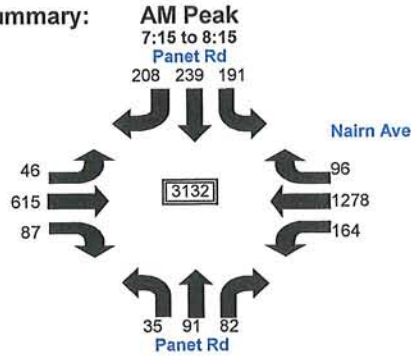 ummary: AM Peak
7:15 to 8:15
Panet Rd
208 239 191
Nairn Ave
46 96
615 3132 1278
87 164
35 91 82
Panet Rd